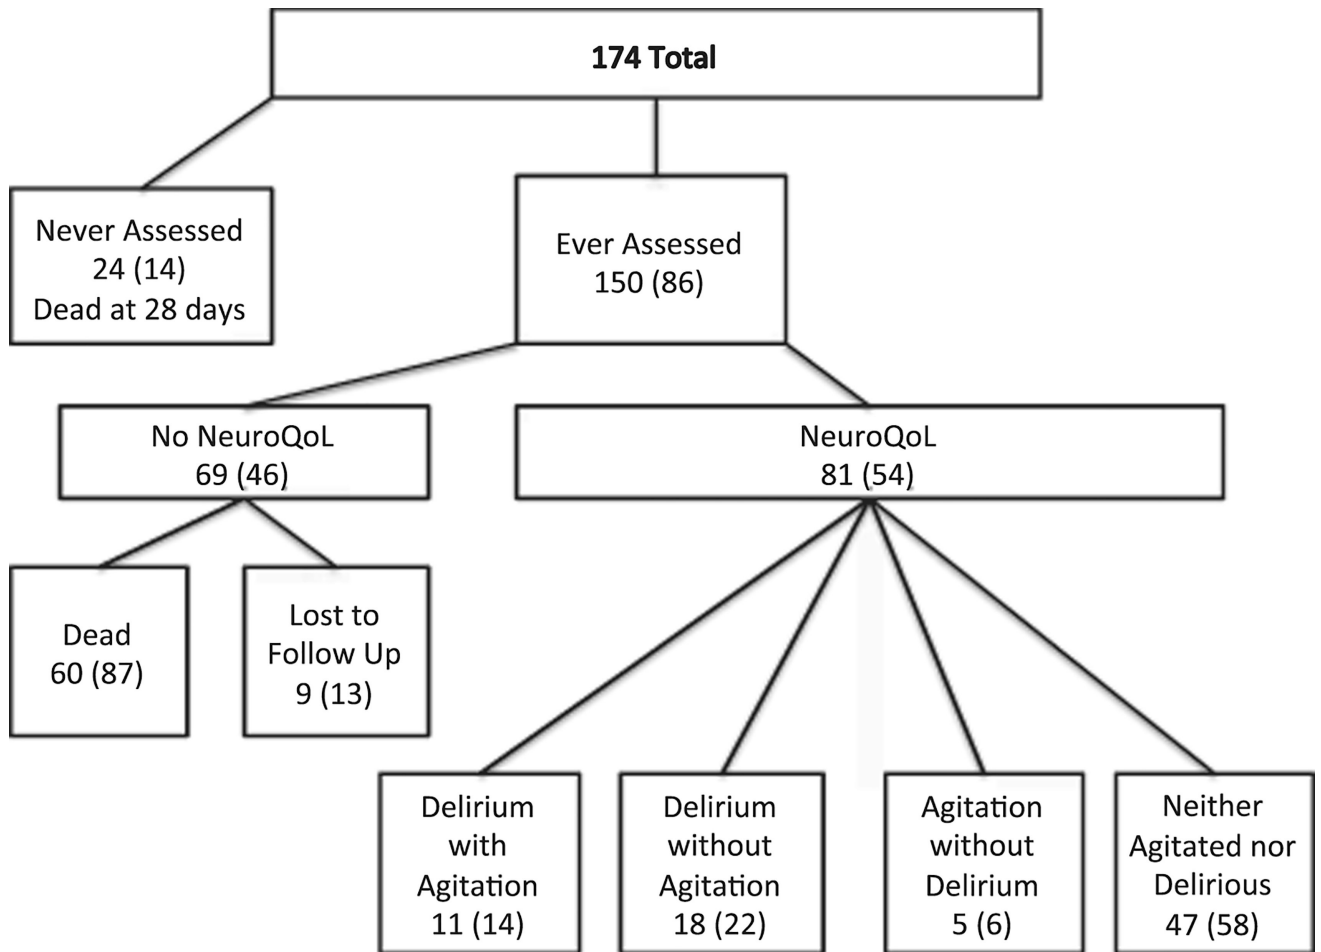 174 Total
Never Assessed
24 (14)
Dead at 28 days
Ever Assessed
150 (86)
No NeuroQoL
69 (46)
NeuroQoL
81 (54)
Dead
60 (87)
Lost to
Follow Up
9 (13)
Delirium
with
Agitation
11 (14)
Delirium
without
Agitation
18 (22)
Agitation
without
Delirium
5 (6)
Neither
Agitated nor
Delirious
47 (58)